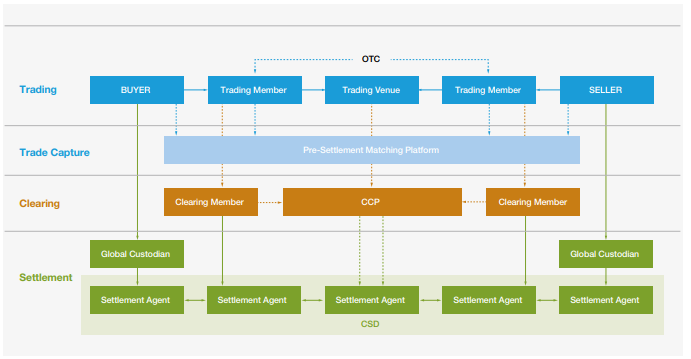 OTC
Trading
BUYER
Trading Member
Trading Venue
Trading Member
SELLER
Trade Capture
Pre-Settlement Matching Platform
Clearing
Clearing Member
CCP
Clearing Member
Global Custodian
Global Custodian
Settlement
Settlement Agent
Settlement Agent
Settlement Agent
Settlement Agent
Settlement Agent
CSD